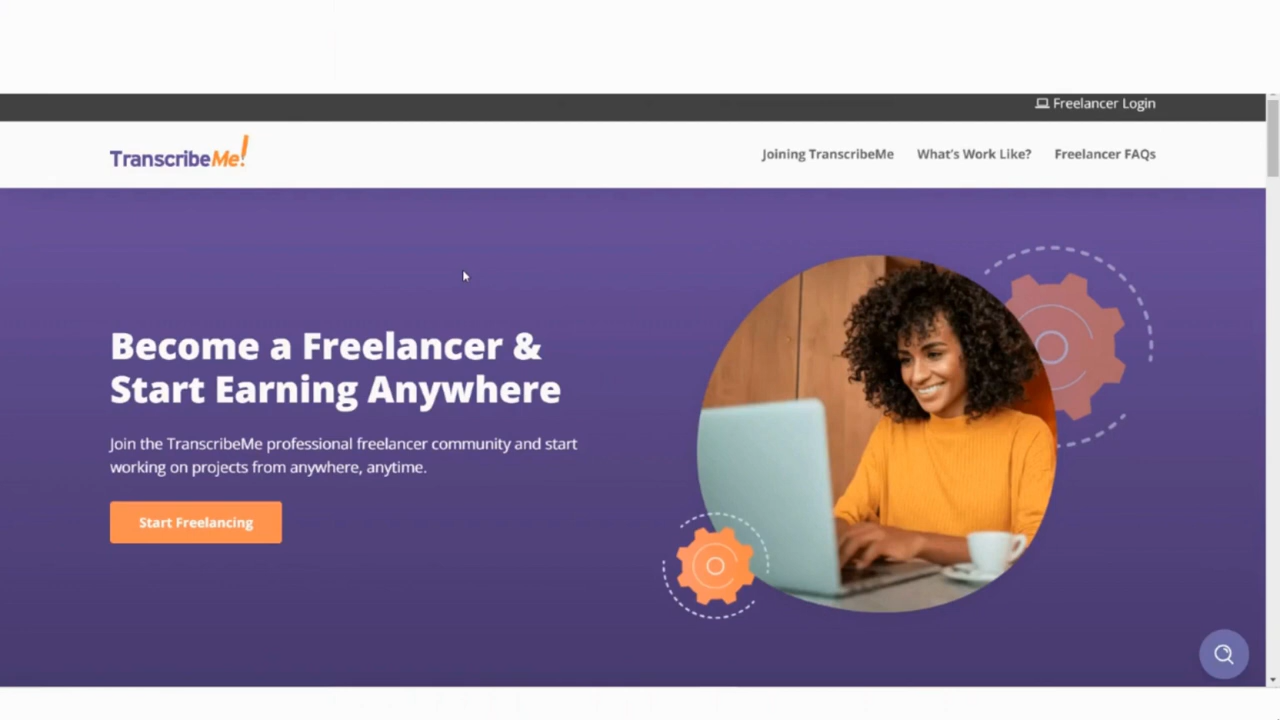 Freelancer Login
TranscribeMe!
Joining TranscribeMe
What's Work Like?
Freelancer FAQs
Become a Freelancer &
Start Earning Anywhere
Join the TranscribeMe professional freelancer community and start
working on projects from anywhere, anytime.
Start Freelancing